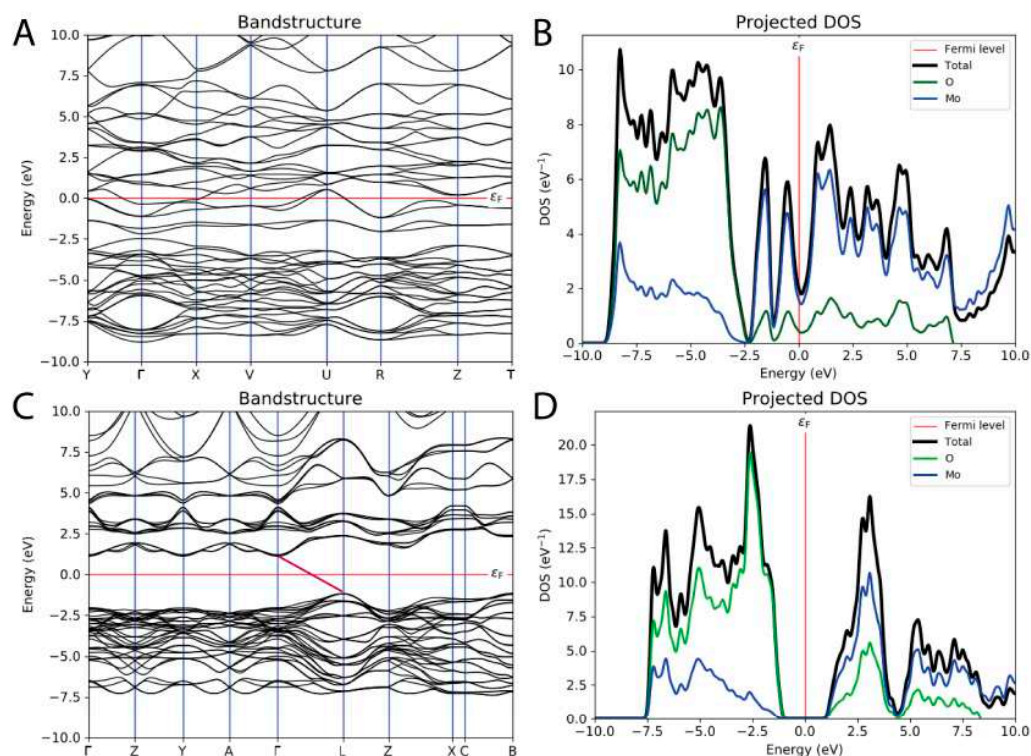 A
Bandstructure
Energy (eV)
10.0
7.5
5.0
2.5
0.0
−2.5
−5.0
−7.5
−10.0
εF
Y Γ X V U R Z T
B
Projected DOS
εF
Fermi level
Total
O
Mo
DOS (eV−1)
10
8
6
4
2
0
−10.0 −7.5 −5.0 −2.5 0.0 2.5 5.0 7.5 10.0
Energy (eV)
C
Bandstructure
Energy (eV)
10.0
7.5
5.0
2.5
0.0
−2.5
−5.0
−7.5
−10.0
εF
Γ Z Y A Γ L Z X C B
D
Projected DOS
εF
Fermi level
Total
O
Mo
DOS (eV−1)
20.0
17.5
15.0
12.5
10.0
7.5
5.0
2.5
0.0
−10.0 −7.5 −5.0 −2.5 0.0 2.5 5.0 7.5 10.0
Energy (eV)